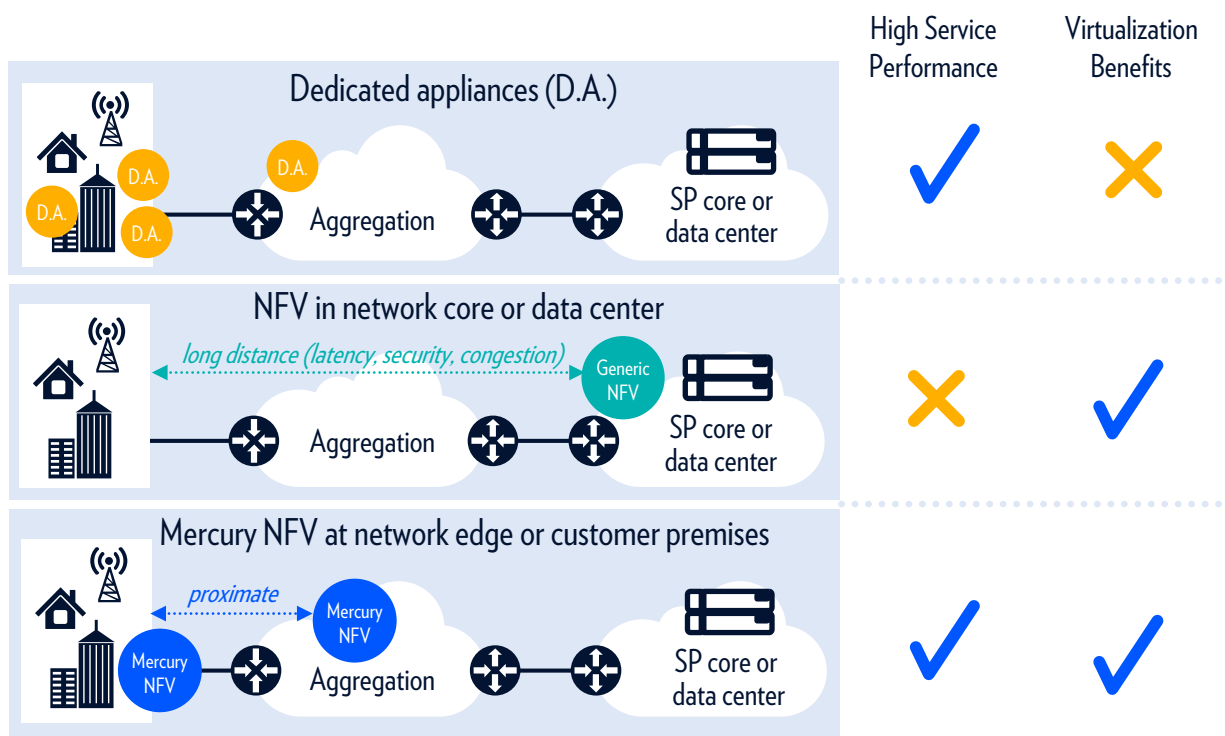 High Service
Performance
Virtualization
Benefits
Dedicated appliances (D.A.)
D.A.
D.A.
D.A.
D.A.
Aggregation
SP core or
data center
NFV in network core or data center
long distance (latency, security, congestion)
Generic
NFV
Aggregation
SP core or
data center
Mercury NFV at network edge or customer premises
proximate
Mercury
NFV
Mercury
NFV
Aggregation
SP core or
data center